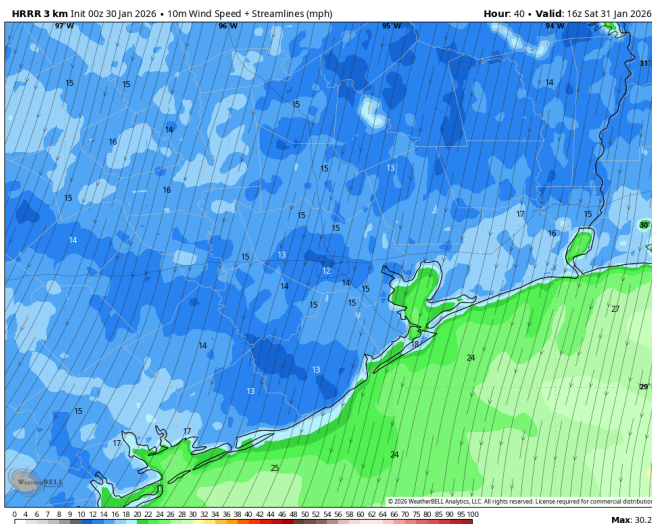 HRRR 3 km Init 00z 30 Jan 2026 • 10m Wind Speed + Streamlines (mph) Hour: 40 • Valid: 16z Sat 31 Jan 2026
97°W 96°W 95°W 94°W
31
15 15 14
15
16 14
15 13
15 16
15 17 15
15 16 30
14
15 13
12
14 14 15
15 15
27
14 18
24
13 29
13
15
17 17
24
25
WeatherBELL
© 2026 WeatherBELL Analytics, LLC. All rights reserved. License required for commercial distribution
0 4 6 8 9 10 12 14 16 18 20 22 24 26 28 30 32 34 36 38 40 42 44 46 48 50 52 54 56 58 60 62 64 66 68 70 75 80 85 90 95 100
Max: 30.2